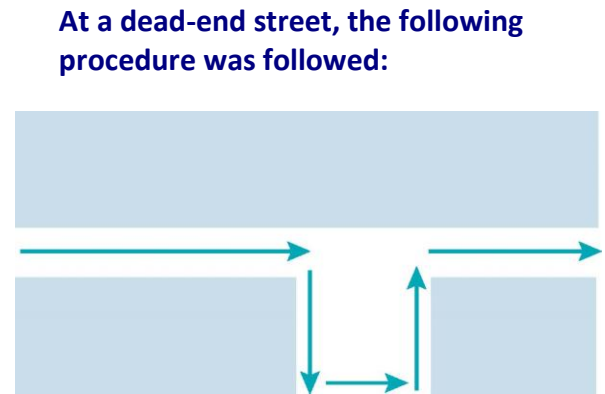 At a dead-end street, the following
procedure was followed: